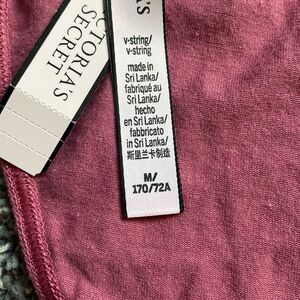 VICTORIA'S
SECRET
'S
v-string/
v-string
made in
Sri Lanka/
fabriqué au
Sri Lanka/
hecho
en Sri Lanka/
fabbricato
in Sri Lanka/
斯里兰卡制造
M/
170/72A